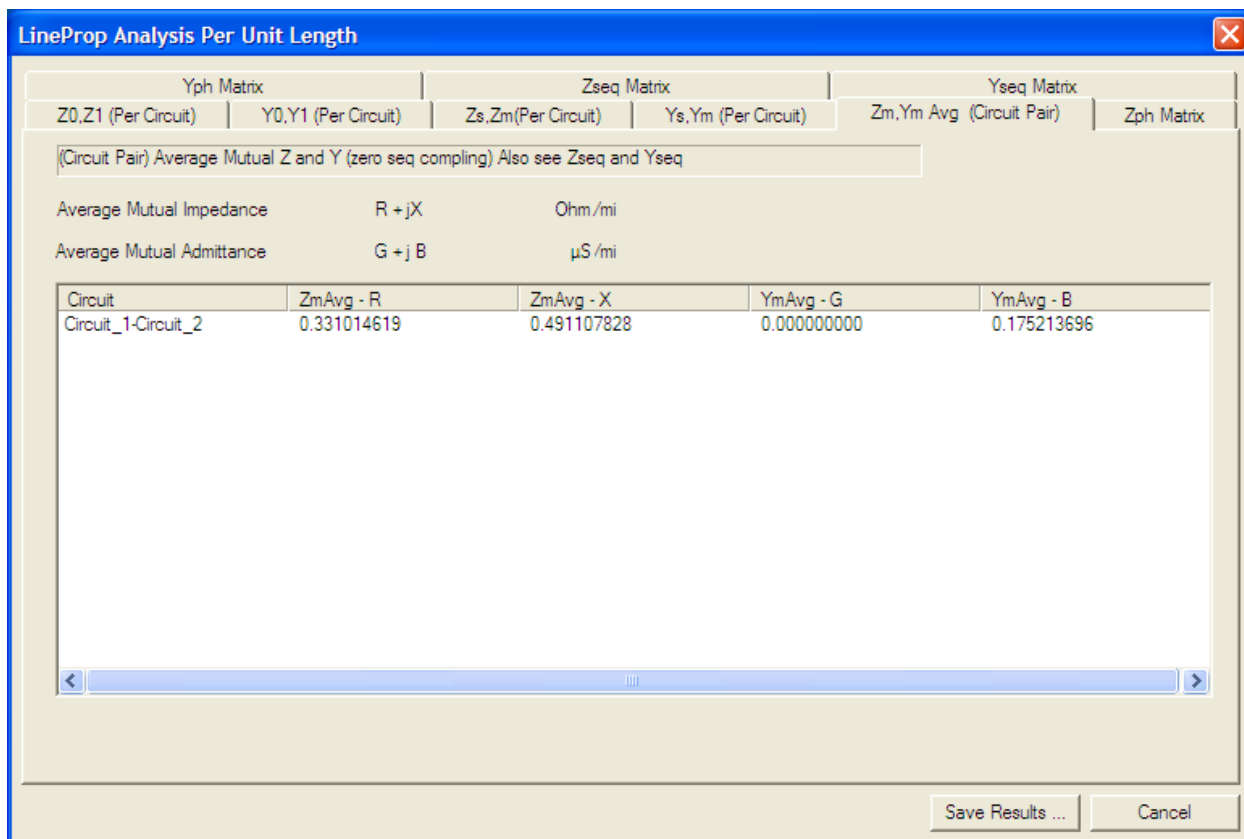 LineProp Analysis Per Unit Length
Yph Matrix Zseq Matrix Yseq Matrix
Z0,Z1 (Per Circuit) Y0,Y1 (Per Circuit) Zs,Zm(Per Circuit) Ys,Ym (Per Circuit) Zm,Ym Avg (Circuit Pair) Zph Matrix
(Circuit Pair) Average Mutual Z and Y (zero seq compling) Also see Zseq and Yseq
Average Mutual Impedance R + jX Ohm/mi
Average Mutual Admittance G + j B µS/mi
Circuit ZmAvg - R ZmAvg - X YmAvg - G YmAvg - B
Circuit_1-Circuit_2 0.331014619 0.491107828 0.000000000 0.175213696
Save Results ... Cancel